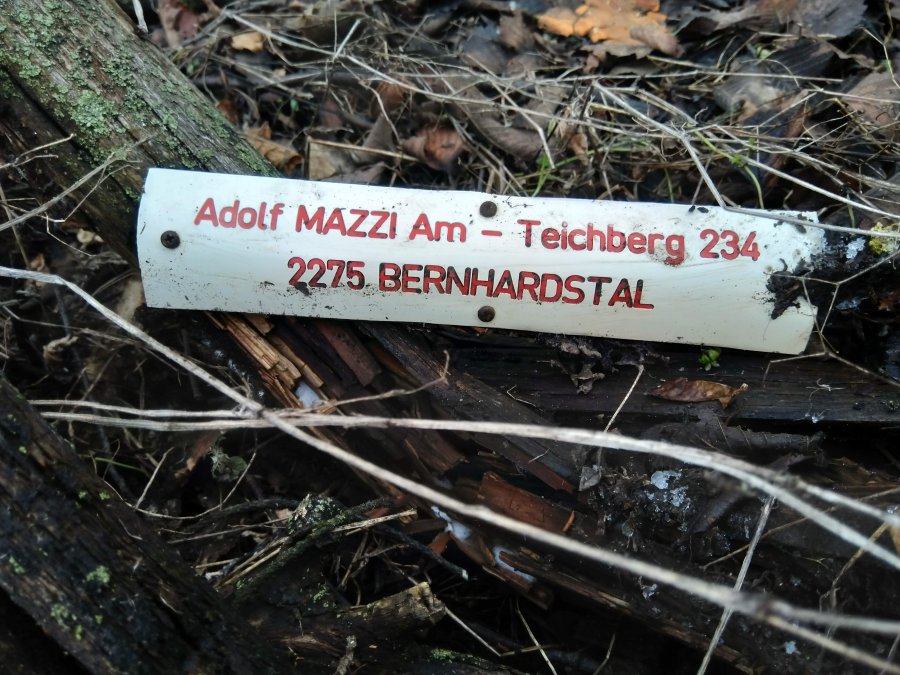 Adolf MAZZI Am - Teichberg 234
2275 BERNHARDSTAL